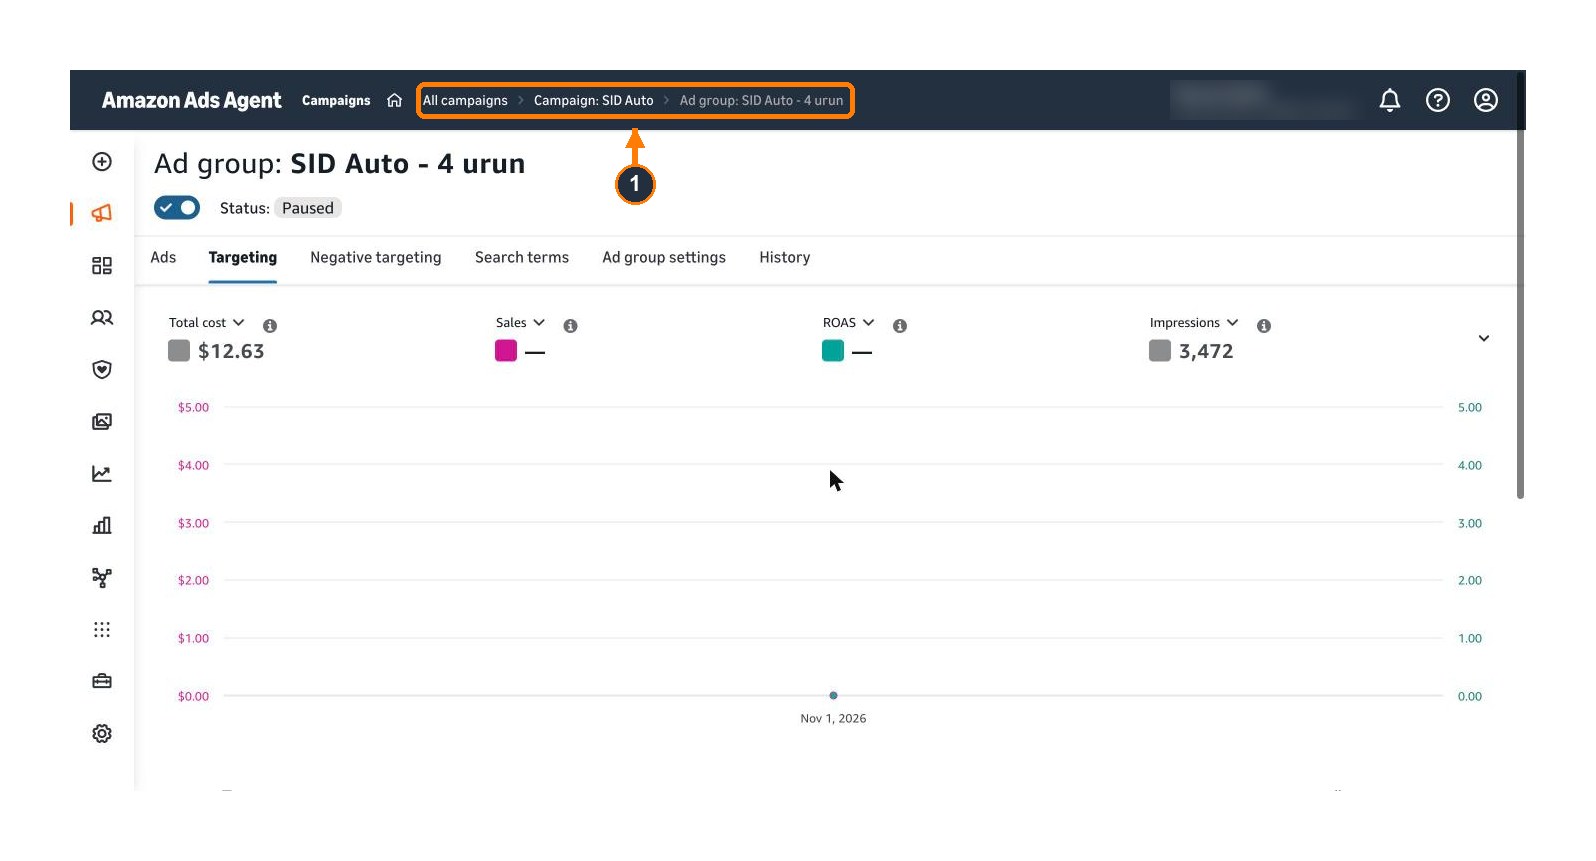 Amazon Ads Agent Campaigns All campaigns > Campaign: SID Auto > Ad group: SID Auto - 4 urun
1
Ad group: SID Auto - 4 urun
Status: Paused
Ads Targeting Negative targeting Search terms Ad group settings History
Total cost Sales ROAS Impressions
$12.63 — — 3,472
$5.00 5.00
$4.00 4.00
$3.00 3.00
$2.00 2.00
$1.00 1.00
$0.00 0.00
Nov 1, 2026